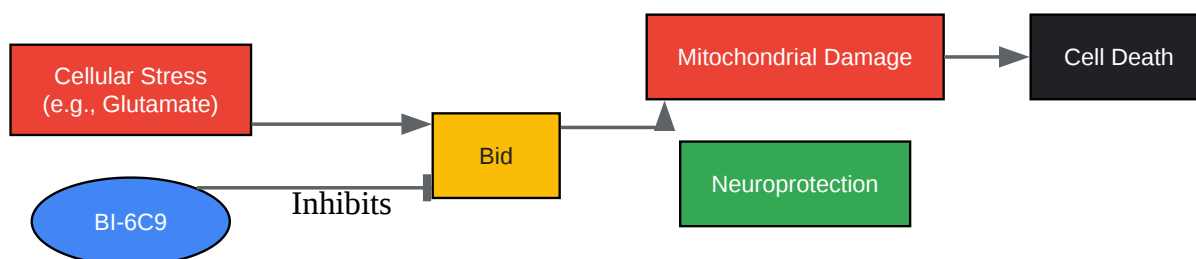 Cellular Stress
(e.g., Glutamate)
BI-6C9
Inhibits
Bid
Mitochondrial Damage
Neuroprotection
Cell Death